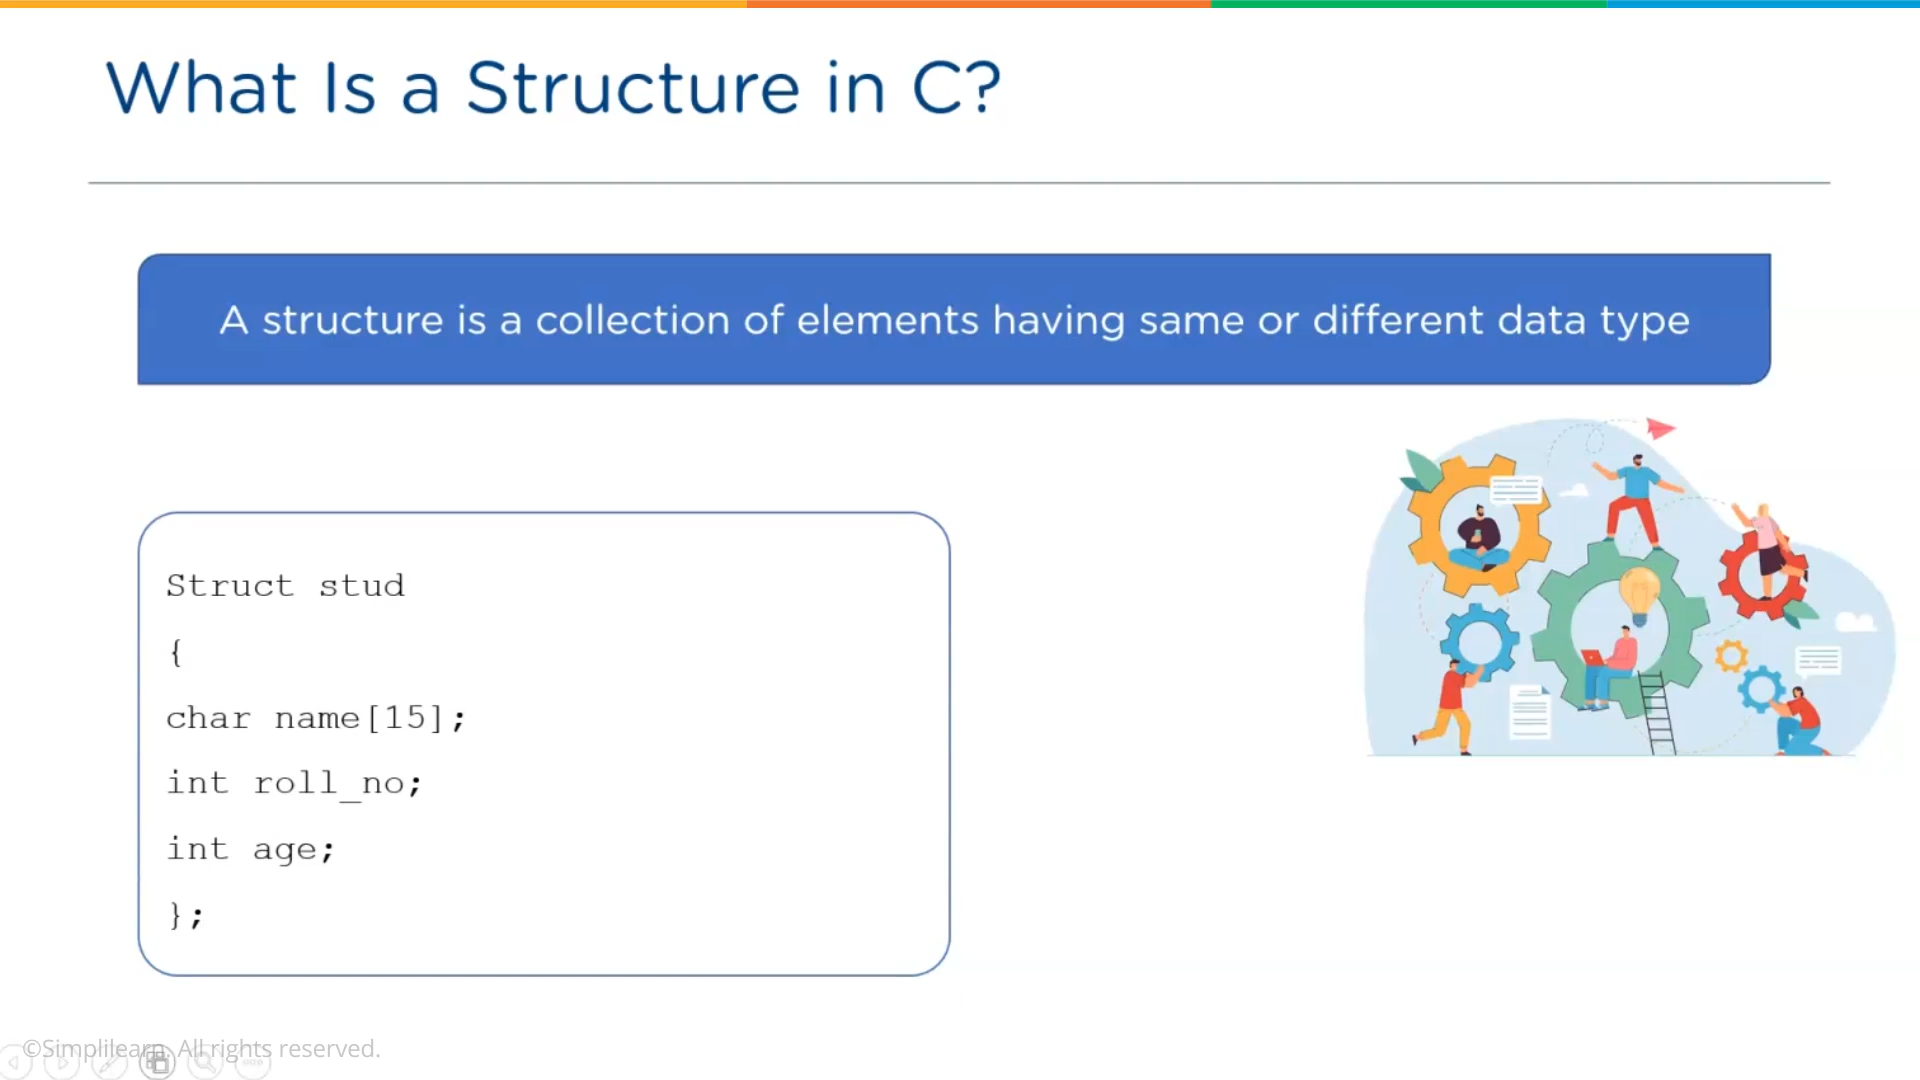 What Is a Structure in C?
A structure is a collection of elements having same or different data type
Struct stud
{
char name[15];
int roll_no;
int age;
};
©Simplilearn. All rights reserved.